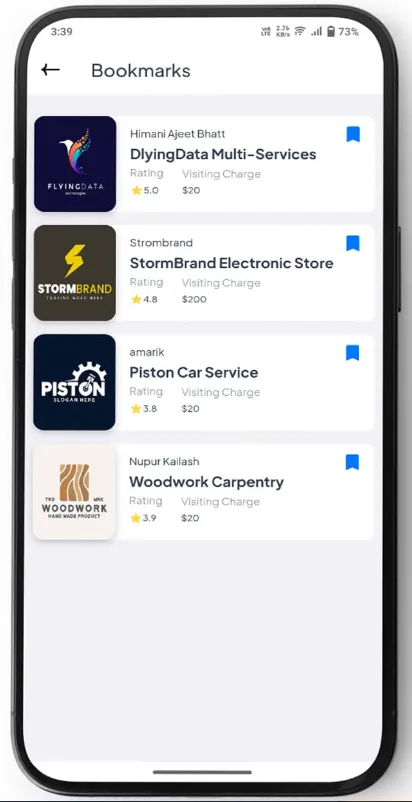 3:39
Vo5G LTE 2.76 KB/s 73%
Bookmarks
FLYINGDATA
technologies
Himani Ajeet Bhatt
DlyingData Multi-Services
Rating Visiting Charge
5.0 $20
STORMBRAND
TAGLINE GOES HERE
Strombrand
StormBrand Electronic Store
Rating Visiting Charge
4.8 $200
PISTON
SLOGAN HERE
amarik
Piston Car Service
Rating Visiting Charge
3.8 $20
TRD MRK
WOODWORK
HAND MADE PRODUCT
Nupur Kailash
Woodwork Carpentry
Rating Visiting Charge
3.9 $20